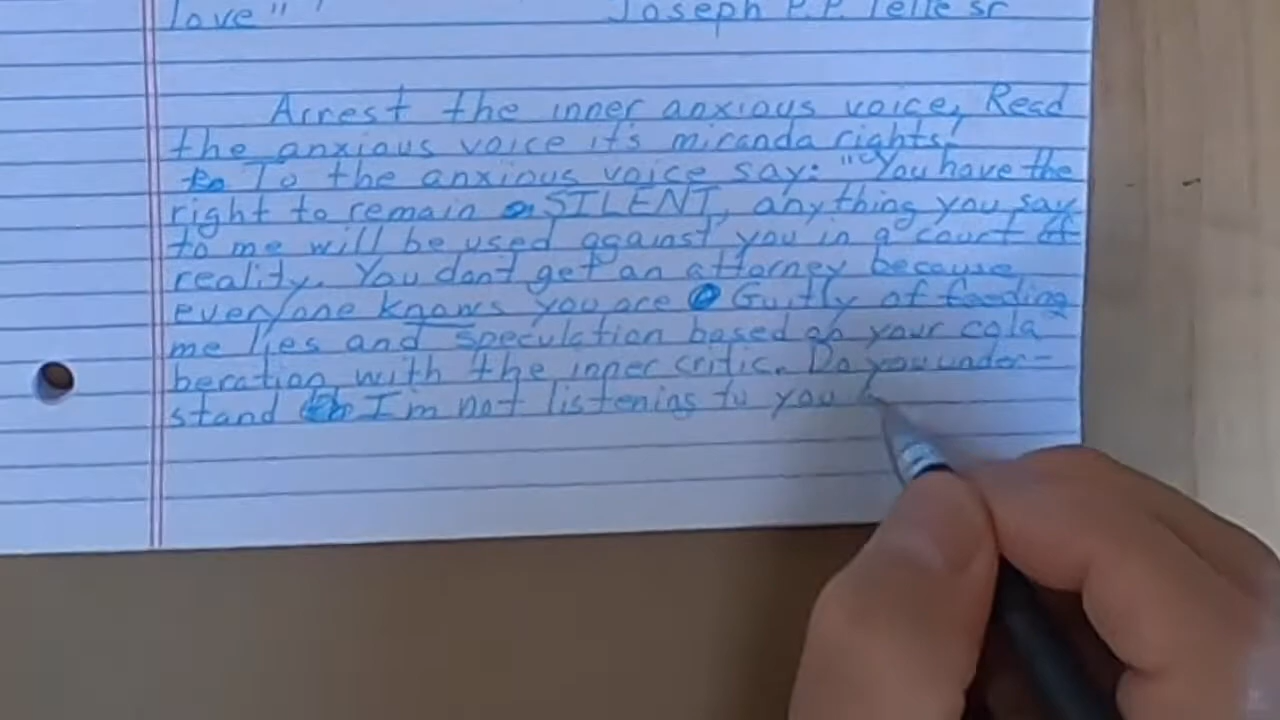 love" Joseph P.P.
Arrest the inner anxious voice, Read
the anxious voice it's miranda rights!
To the anxious voice say: "You have the
right to remain SILENT, anything you say
to me will be used against you in a court of
reality. You don't get an attorney because
everyone knows you are Guitly of feeding
me lies and speculation based on your cola
beration with the inner critic. Do you under-
stand I'm not listening to you